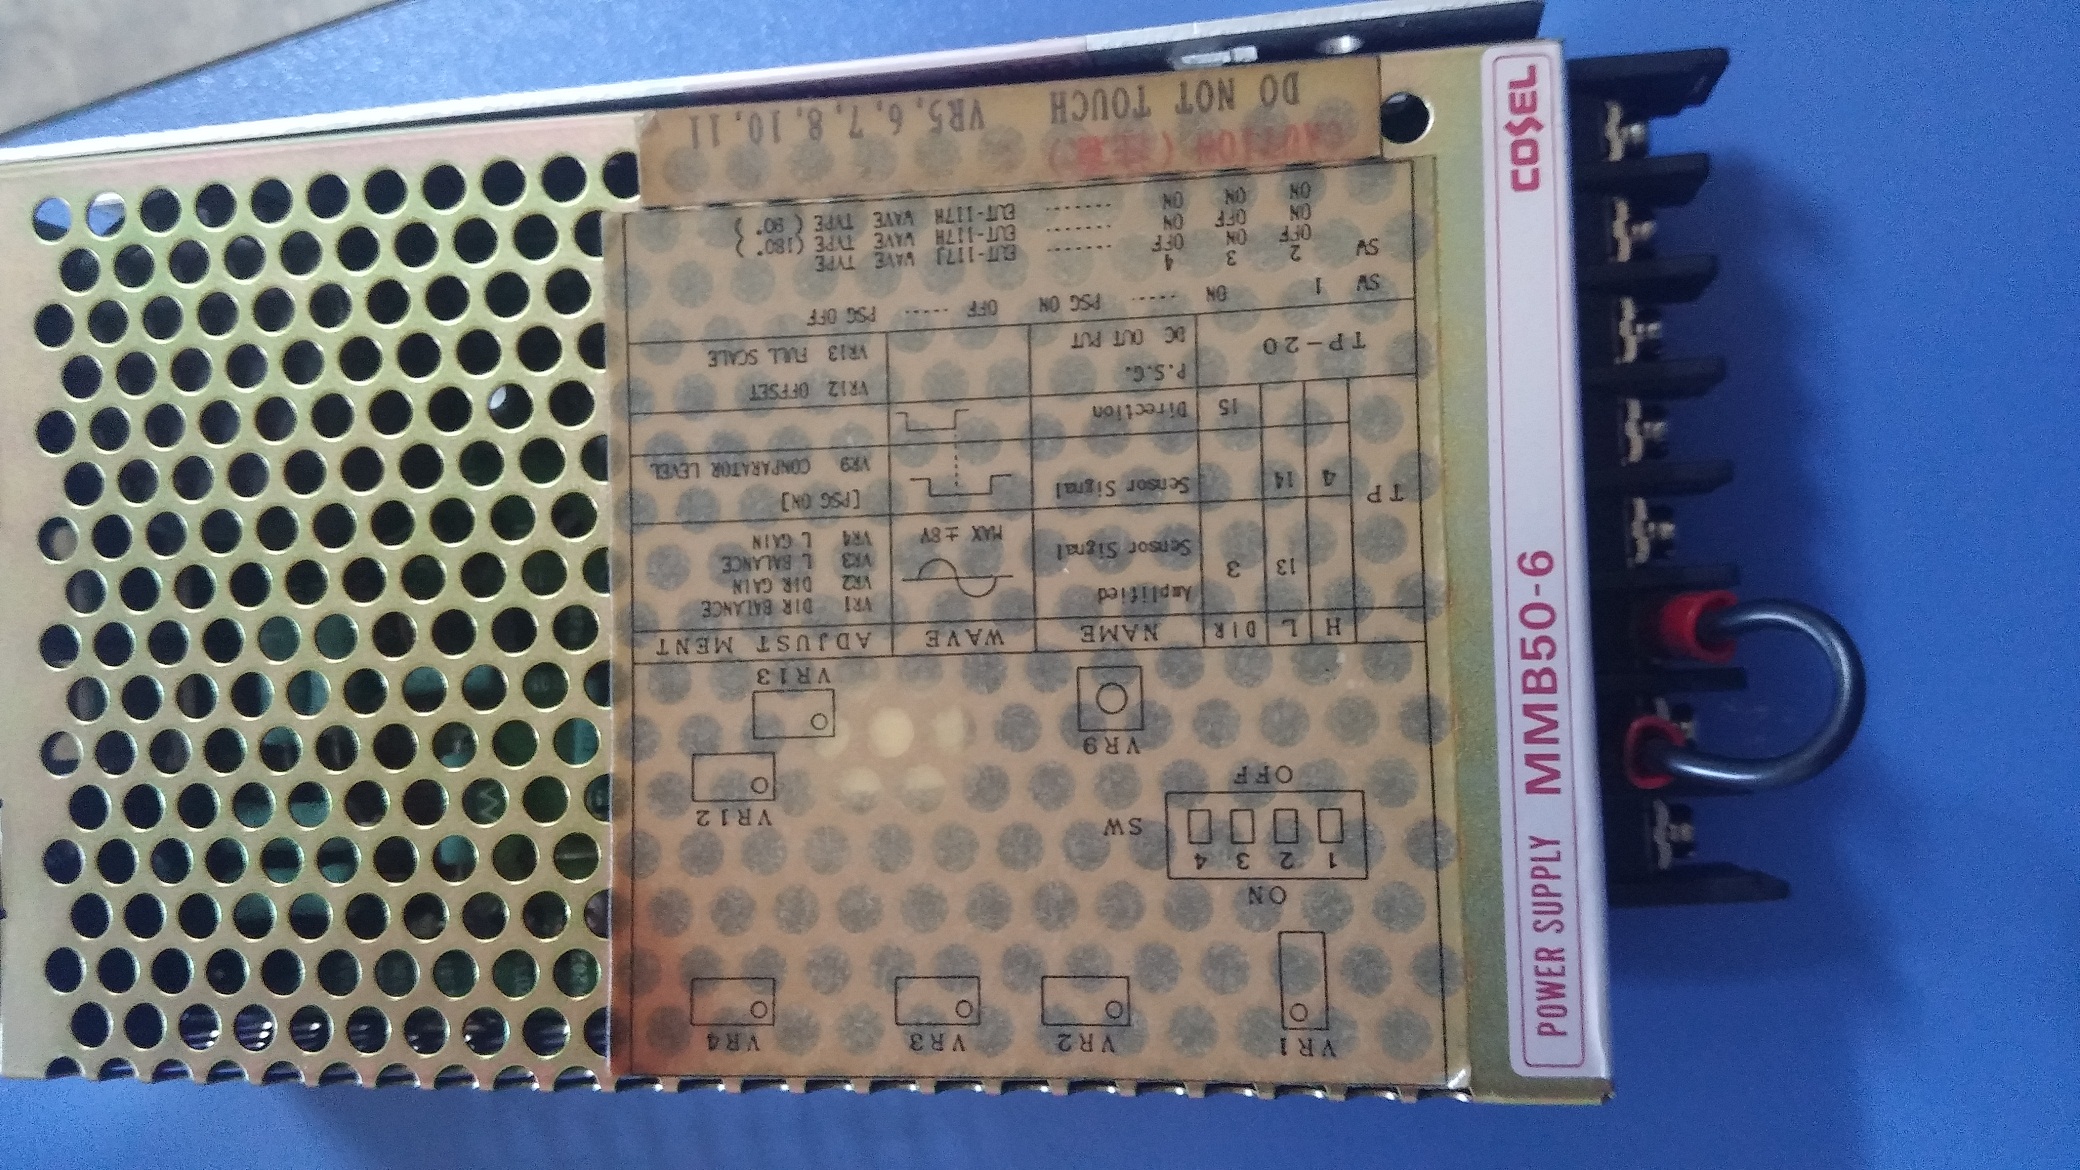 COSEL
POWER SUPPLY MMB50-6
VR4 VR3 VR2 VR1
ON
1 2 3 4
SW
OFF
VR12
VR9
VR13
H L DIR NAME WAVE ADJUST MENT
TP
13 3 Amplified Sensor Signal MAX ±8V
VR1 DIR BALANCE
VR2 DIR GAIN
VR3 L BALANCE
VR4 L GAIN
4 14 Sensor Signal
[PSG ON]
VR9 COMPARATOR LEVEL
15 Direction
TP-20 P.S.G. DC OUT PUT
VR12 OFFSET
VR13 FULL SCALE
SW 1 ON ---- PSG ON OFF ----- PSG OFF
SW 2 3 4
OFF ON OFF ------- EUT-117J WAVE TYPE
ON OFF ON ------- EUT-117H WAVE TYPE (180°)
ON ON ON ------- EUT-117H WAVE TYPE ( 90° )
CAUTION (注意)
DO NOT TOUCH VR5,6,7,8,10,11